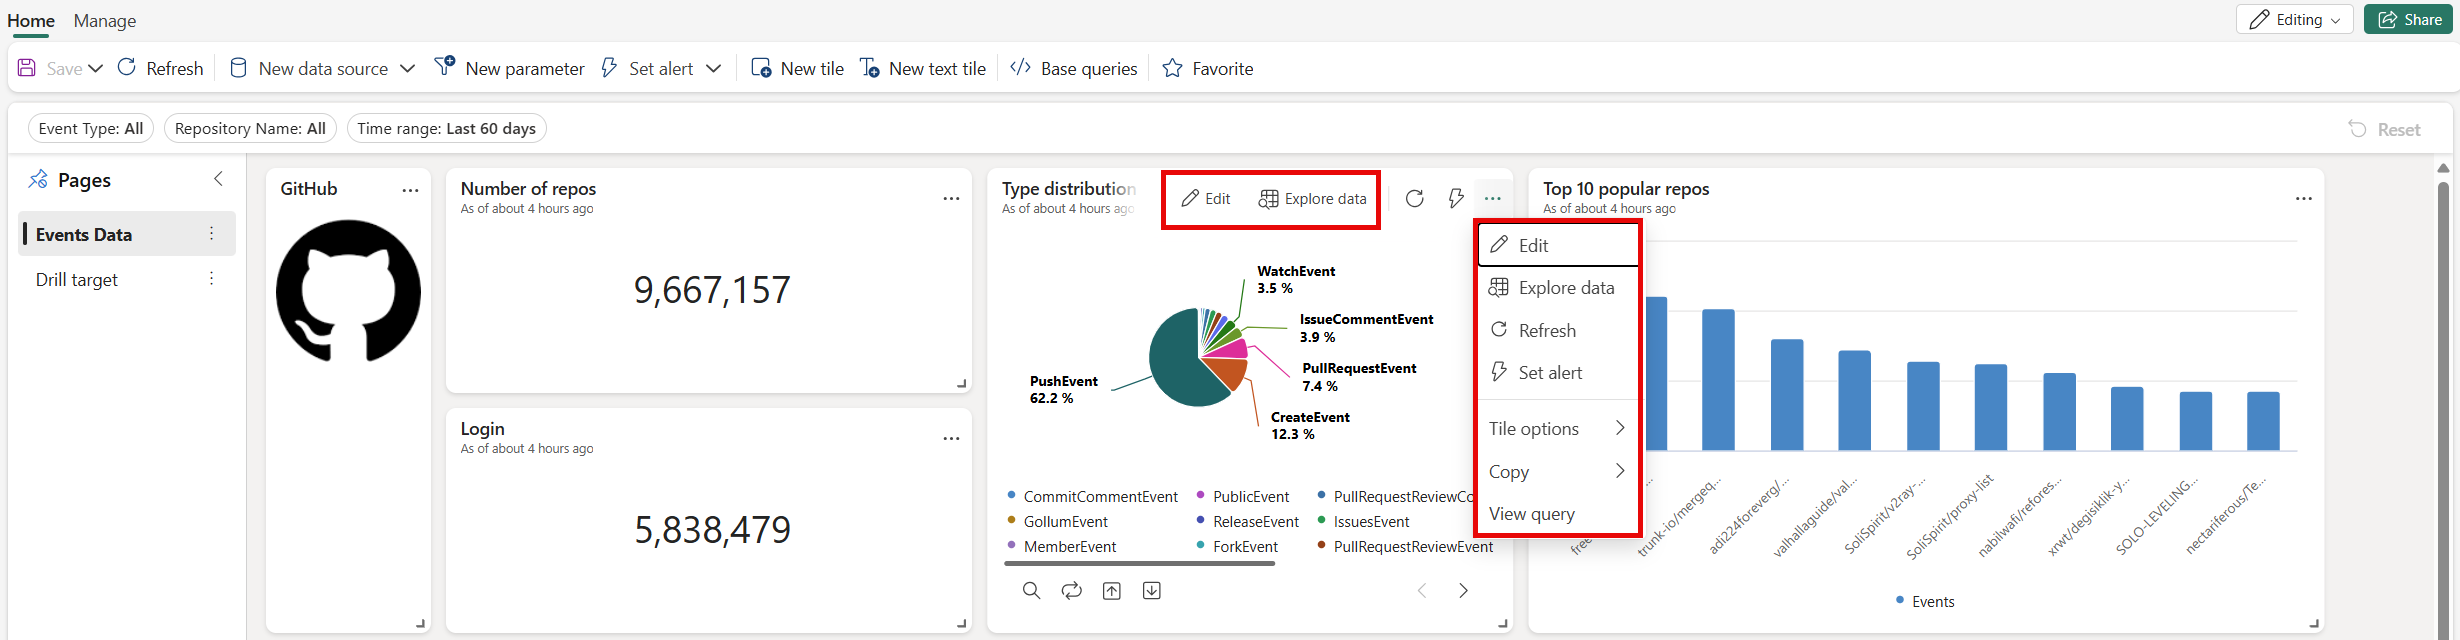 Home Manage
Editing
Share
Save Refresh New data source New parameter Set alert New tile New text tile Base queries Favorite
Event Type: All Repository Name: All Time range: Last 60 days
Reset
Pages
Events Data
Drill target
GitHub
Number of repos
As of about 4 hours ago
9,667,157
Login
As of about 4 hours ago
5,838,479
Type distribution
As of about 4 hours ago
Edit Explore data
WatchEvent
3.5 %
IssueCommentEvent
3.9 %
PullRequestEvent
7.4 %
PushEvent
62.2 %
CreateEvent
12.3 %
CommitCommentEvent PublicEvent PullRequestReviewCo
GollumEvent ReleaseEvent IssuesEvent
MemberEvent ForkEvent PullRequestReviewEvent
Edit
Explore data
Refresh
Set alert
Tile options
Copy
View query
Top 10 popular repos
As of about 4 hours ago
free
...
trunk-io/mergeq...
adi24foreverg/...
valhallaguide/val...
SoliSpirit/v2ray-...
SoliSpirit/proxy-list
nabilwafi/refores...
xrwt/degisiklik-y...
SOLO-LEVELING...
nectariferous/Te...
Events